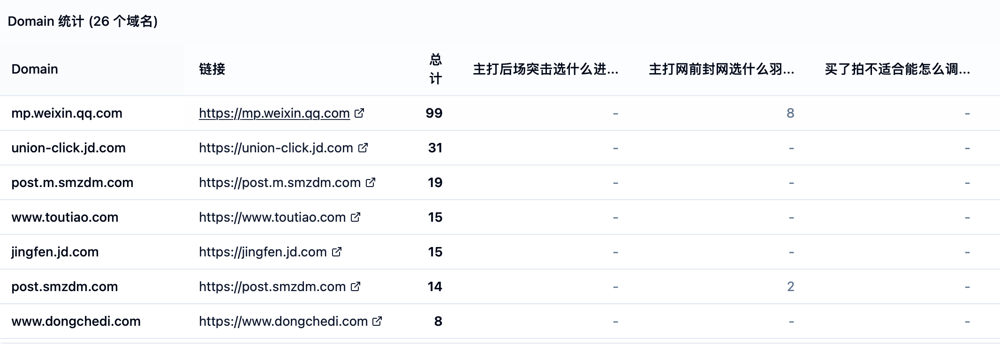 Domain 统计 (26 个域名)
Domain 链接 总计 主打后场突击选什么进... 主打网前封网选什么羽... 买了拍不适合能怎么调...
mp.weixin.qq.com https://mp.weixin.qq.com 99 - 8 -
union-click.jd.com https://union-click.jd.com 31 - - -
post.m.smzdm.com https://post.m.smzdm.com 19 - - -
www.toutiao.com https://www.toutiao.com 15 - - -
jingfen.jd.com https://jingfen.jd.com 15 - - -
post.smzdm.com https://post.smzdm.com 14 - 2 -
www.dongchedi.com https://www.dongchedi.com 8 - - -